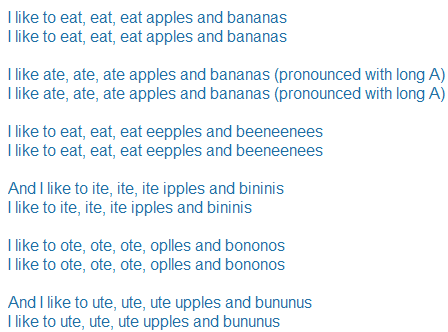 I like to eat, eat, eat apples and bananas
I like to eat, eat, eat apples and bananas
I like ate, ate, ate apples and bananas (pronounced with long A)
I like ate, ate, ate apples and bananas (pronounced with long A)
I like to eat, eat, eat eepples and beeneenees
I like to eat, eat, eat eepples and beeneenees
And I like to ite, ite, ite ipples and bininis
I like to ite, ite, ite ipples and bininis
I like to ote, ote, ote, oplles and bononos
I like to ote, ote, ote, oplles and bononos
And I like to ute, ute, ute upples and bununus
I like to ute, ute, ute upples and bununus